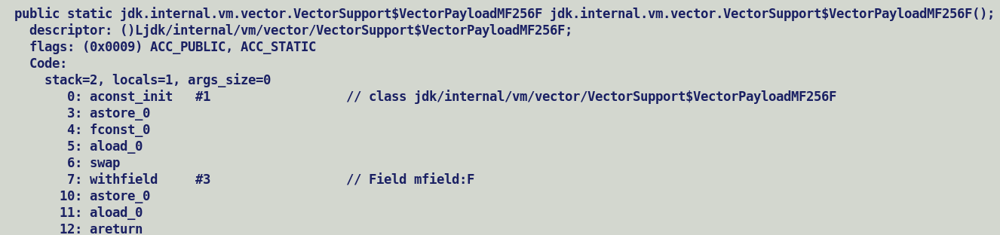 public static jdk.internal.vm.vector.VectorSupport$VectorPayloadMF256F jdk.internal.vm.vector.VectorSupport$VectorPayloadMF256F();
  descriptor: ()Ljdk/internal/vm/vector/VectorSupport$VectorPayloadMF256F;
  flags: (0x0009) ACC_PUBLIC, ACC_STATIC
  Code:
    stack=2, locals=1, args_size=0
       0: aconst_init   #1                  // class jdk/internal/vm/vector/VectorSupport$VectorPayloadMF256F
       3: astore_0
       4: fconst_0
       5: aload_0
       6: swap
       7: withfield     #3                  // Field mfield:F
      10: astore_0
      11: aload_0
      12: areturn